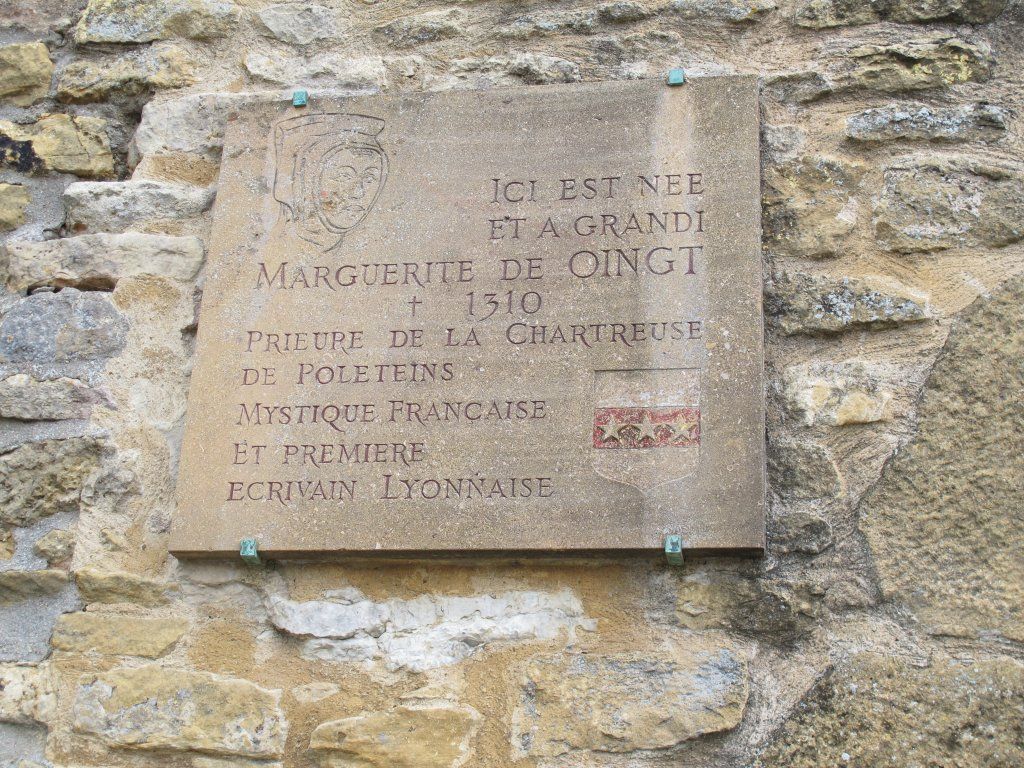 ICI EST NEE
ET A GRANDI
MARGUERITE DE OINGT
† 1310
PRIEURE DE LA CHARTREUSE
DE POLETEINS
MYSTIQUE FRANÇAISE
ET PREMIERE
ECRIVAIN LYONNAISE